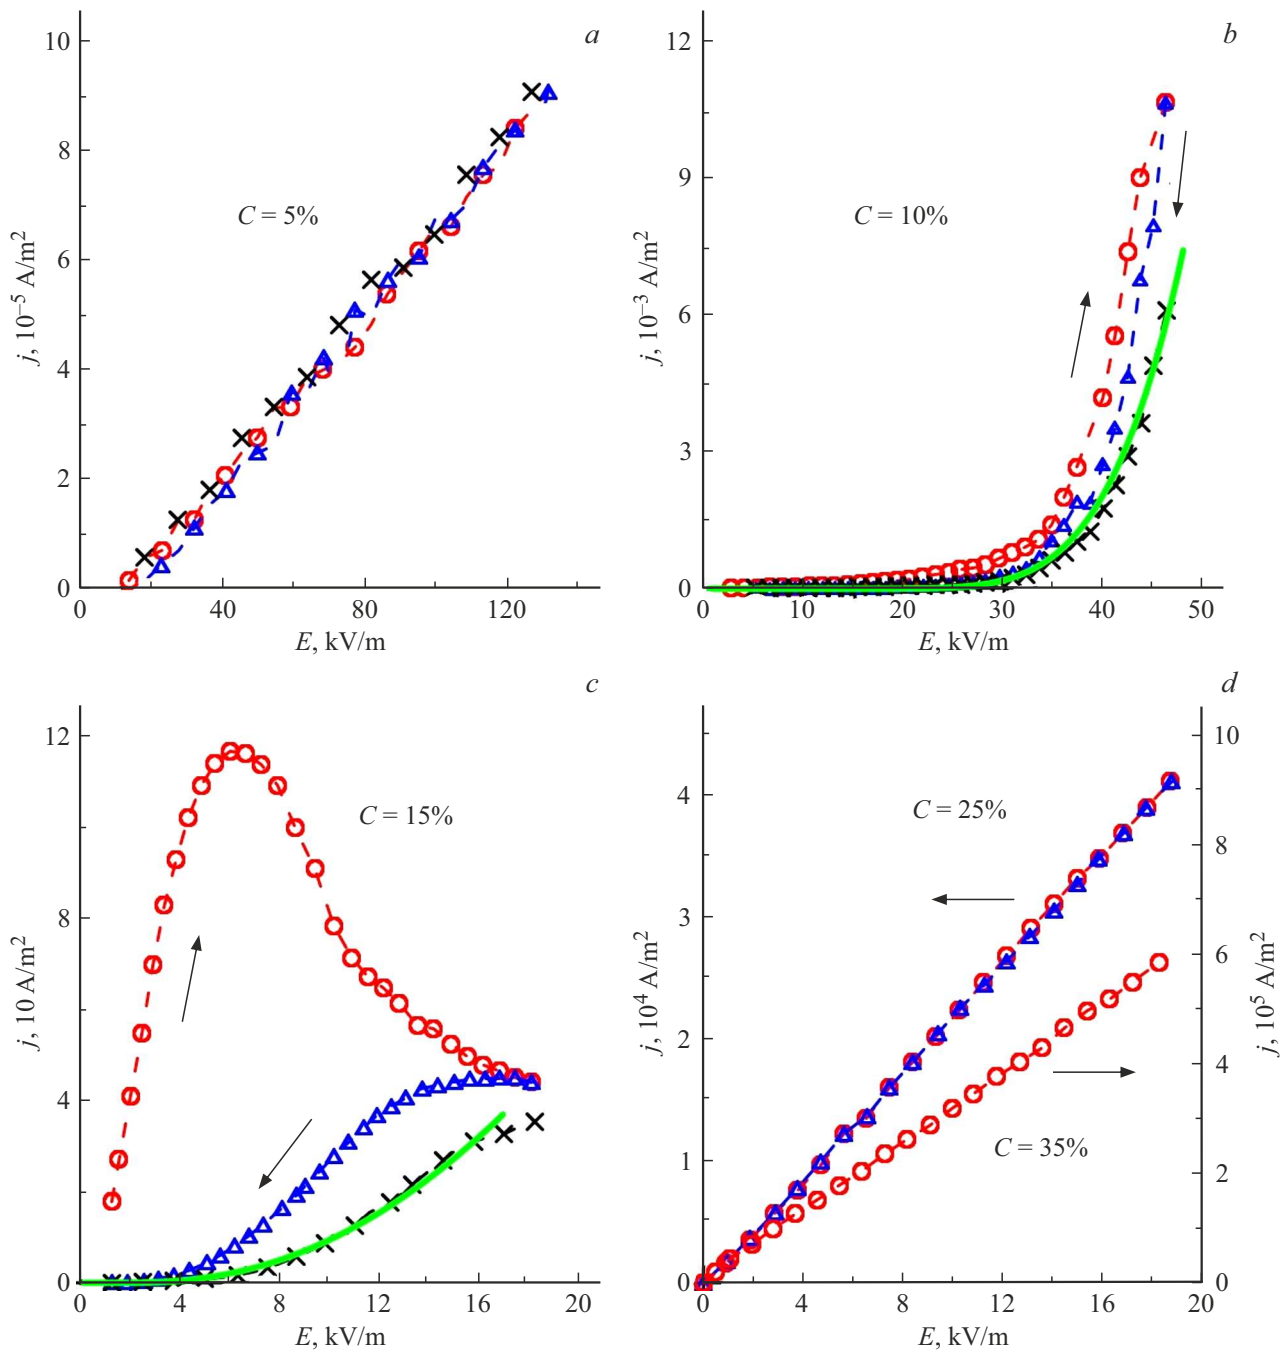 a
10
8
6
4
2
0
j, 10⁻⁵ A/m²
C = 5%
0 40 80 120
E, kV/m
b
12
9
6
3
0
j, 10⁻³ A/m²
C = 10%
0 10 20 30 40 50
E, kV/m
c
12
8
4
0
j, 10 A/m²
C = 15%
0 4 8 12 16 20
E, kV/m
d
4
3
2
1
0
j, 10⁴ A/m²
C = 25%
C = 35%
10
8
6
4
2
0
j, 10⁵ A/m²
0 4 8 12 16 20
E, kV/m